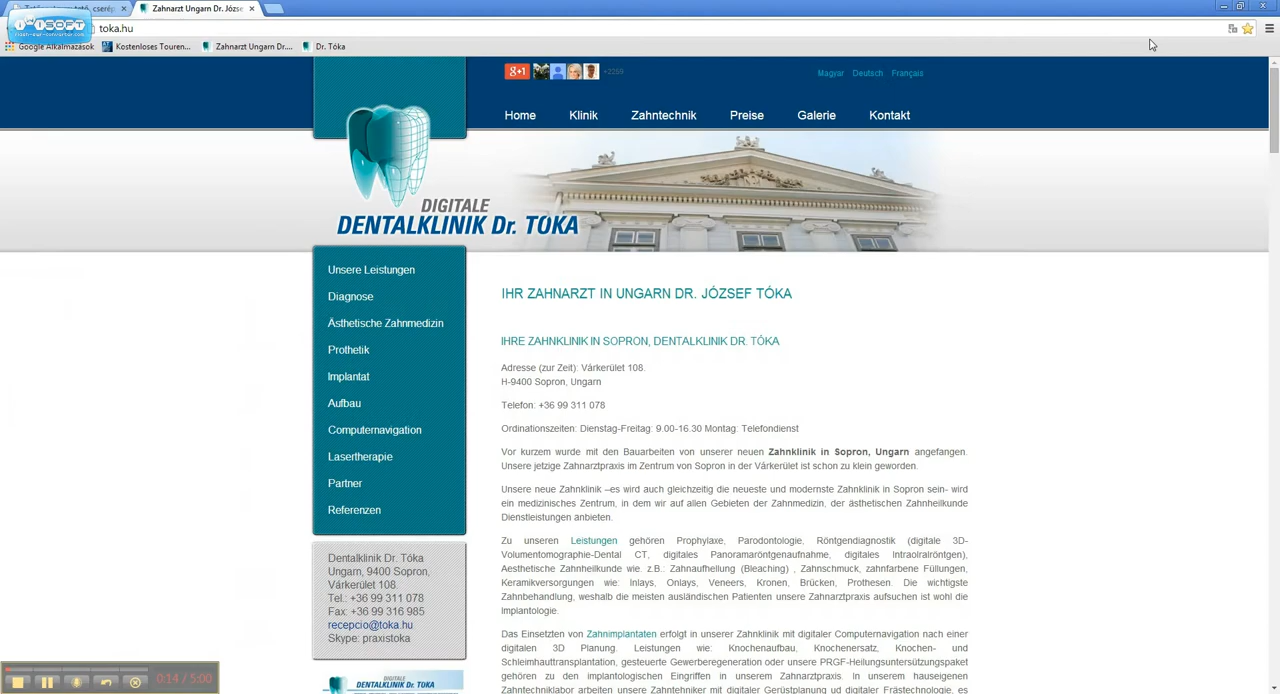 Zahnarzt Ungarn Dr. Józse
iWiSOFT
toka.hu
Google Alkalmazások
Kostenloses Touren...
Zahnarzt Ungarn Dr....
Dr. Tóka
g+1
+2259
Magyar Deutsch Français
Home Klinik Zahntechnik Preise Galerie Kontakt
DIGITALE
DENTALKLINIK Dr. TÓKA
Unsere Leistungen
Diagnose
Ästhetische Zahnmedizin
Prothetik
Implantat
Aufbau
Computernavigation
Lasertherapie
Partner
Referenzen
Dentalklinik Dr. Tóka
Ungarn, 9400 Sopron,
Várkerület 108.
Tel.: +36 99 311 078
Fax: +36 99 316 985
recepcio@toka.hu
Skype: praxistoka
DIGITALE
DENTALKLINIK Dr. TÓKA
IHR ZAHNARZT IN UNGARN DR. JÓZSEF TÓKA
IHRE ZAHNKLINIK IN SOPRON, DENTALKLINIK DR. TÓKA
Adresse (zur Zeit): Várkerület 108.
H-9400 Sopron, Ungarn
Telefon: +36 99 311 078
Ordinationszeiten: Dienstag-Freitag: 9.00-16.30 Montag: Telefondienst
Vor kurzem wurde mit den Bauarbeiten von unserer neuen Zahnklinik in Sopron, Ungarn angefangen.
Unsere jetzige Zahnarztpraxis im Zentrum von Sopron in der Várkerület ist schon zu klein geworden.
Unsere neue Zahnklinik –es wird auch gleichzeitig die neueste und modernste Zahnklinik in Sopron sein- wird
ein medizinisches Zentrum, in dem wir auf allen Gebieten der Zahnmedizin, der ästhetischen Zahnheilkunde
Dienstleistungen anbieten.
Zu unseren Leistungen gehören Prophylaxe, Parodontologie, Röntgendiagnostik (digitale 3D-
Volumentomographie-Dental CT, digitales Panoramaröntgenaufnahme, digitales Intraolralröntgen),
Aesthetische Zahnheilkunde wie. z.B.: Zahnaufhellung (Bleaching) , Zahnschmuck, zahnfarbene Füllungen,
Keramikversorgungen wie: Inlays, Onlays, Veneers, Kronen, Brücken, Prothesen. Die wichtigste
Zahnbehandlung, weshalb die meisten ausländischen Patienten unsere Zahnarztpraxis aufsuchen ist wohl die
Implantologie.
Das Einsetzten von Zahnimplantaten erfolgt in unserer Zahnklinik mit digitaler Computernavigation nach einer
digitalen 3D Planung. Leistungen wie: Knochenaufbau, Knochenersatz, Knochen- und
Schleimhauttransplantation, gesteuerte Gewerberegeneration oder unsere PRGF-Heilungsuntersützungspaket
gehören zu den implantologischen Eingriffen in unserem Zahnarztpraxis. In unserem hauseigenen
Zahntechniklabor arbeiten unsere Zahntehniker mit digitaler Gerüstplanung ud digitaler Frästechnologie, es
0:14 / 5:00